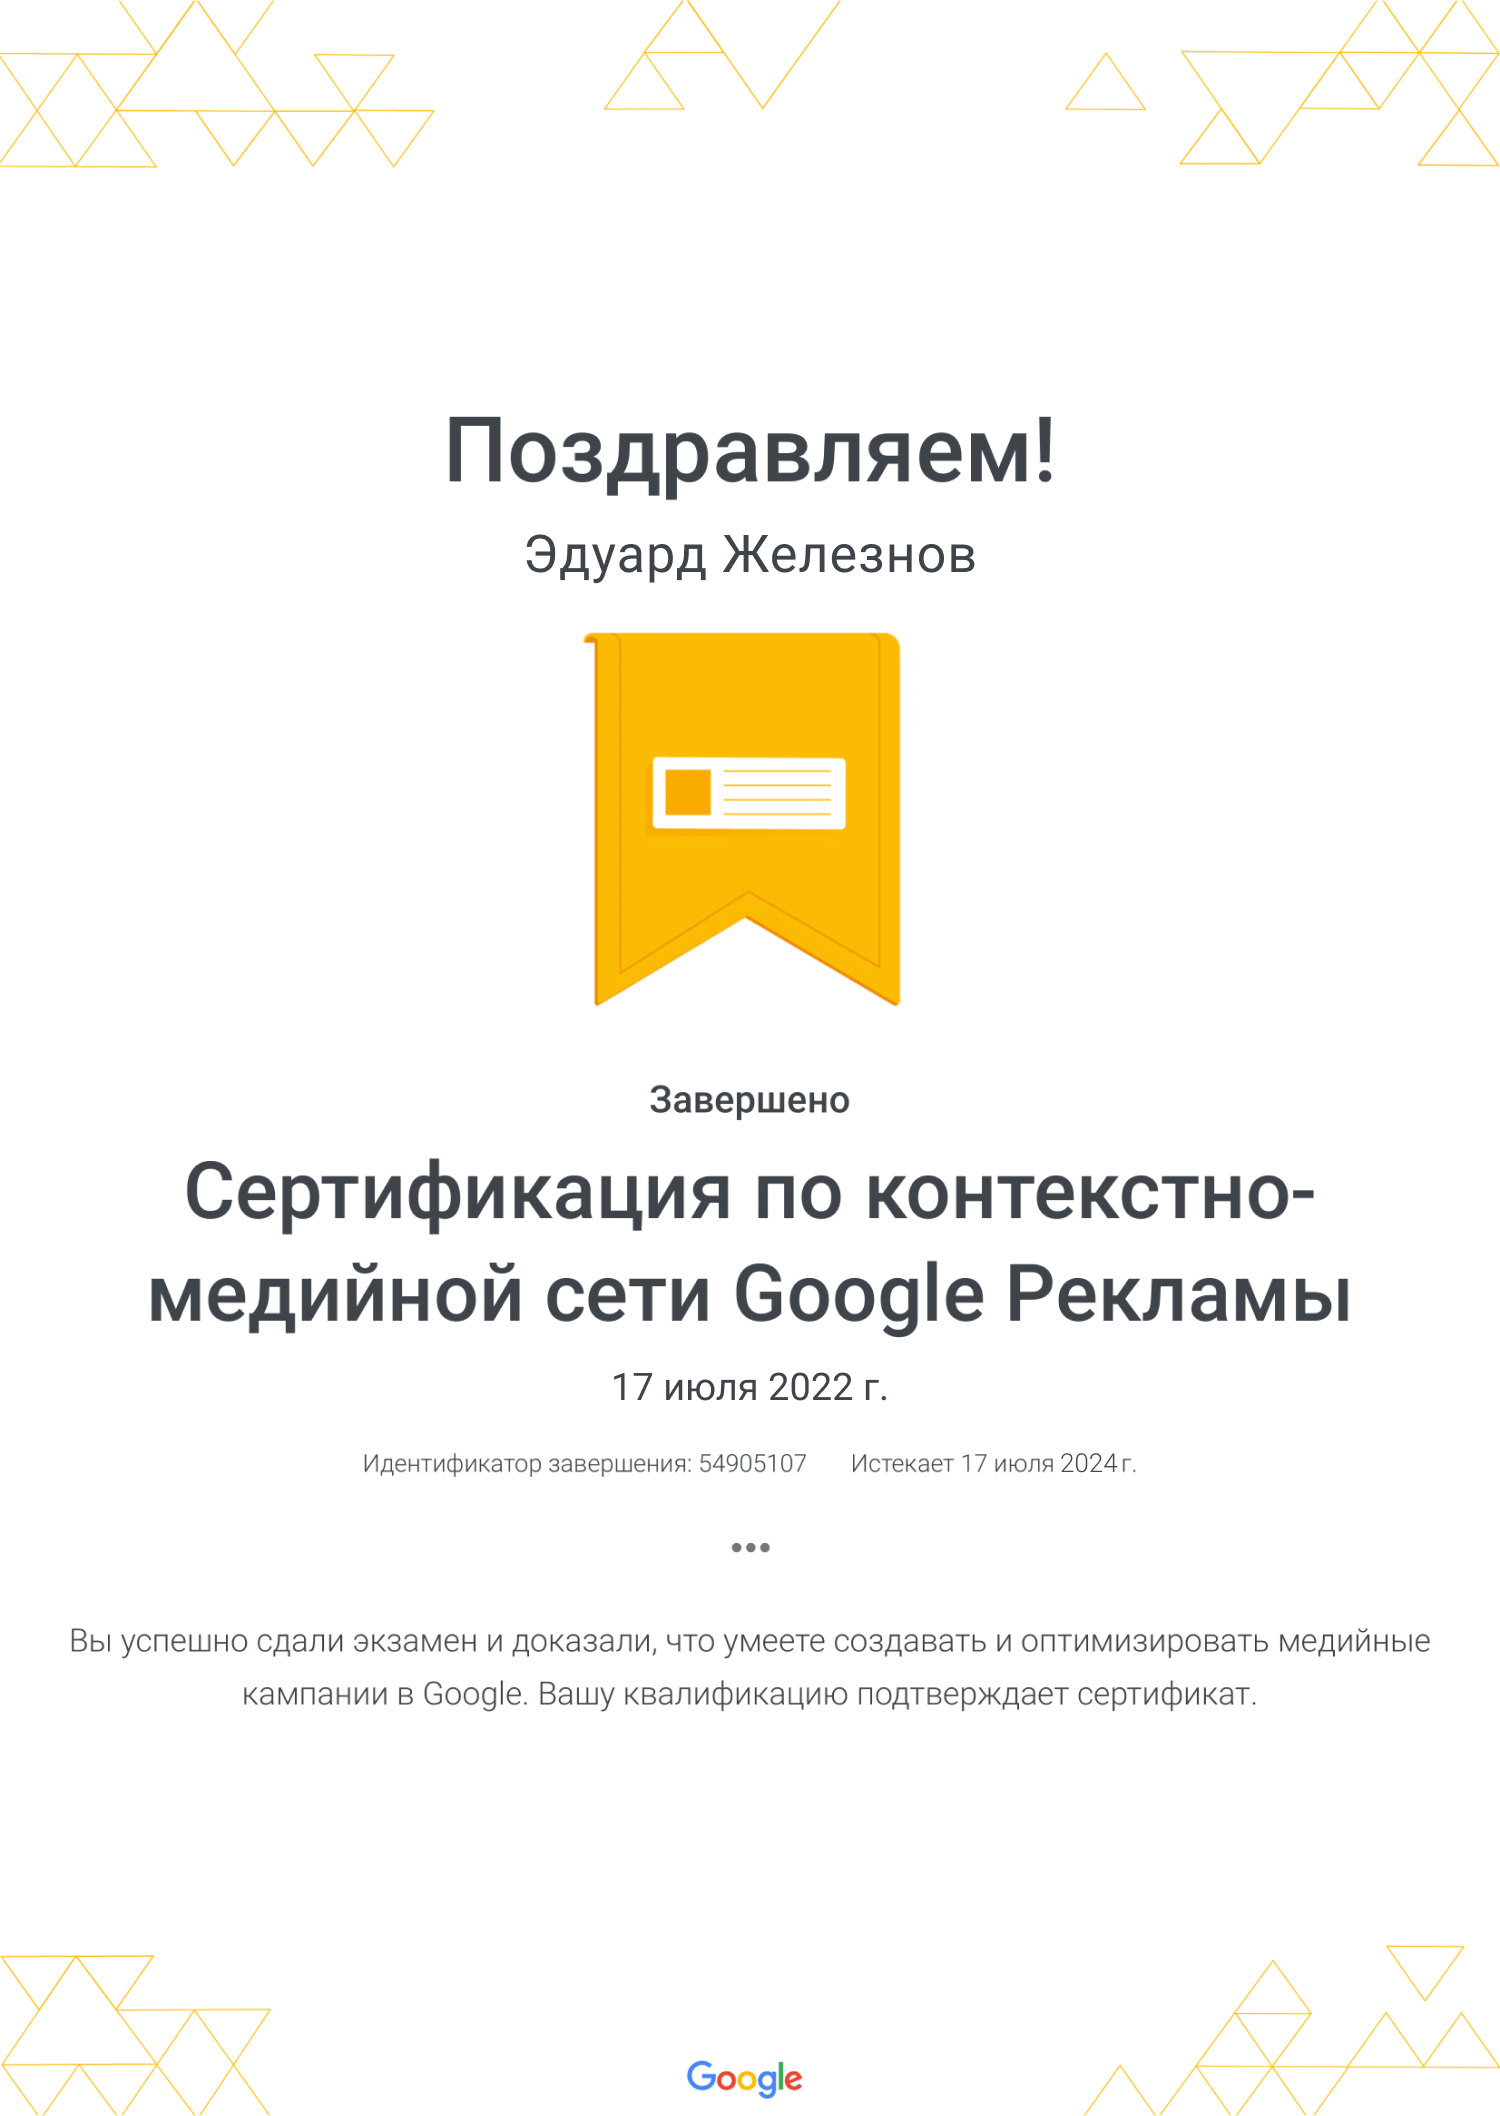 Поздравляем!
Эдуард Железнов
Завершено
Сертификация по контекстно-
медийной сети Google Рекламы
17 июля 2022 г.
Идентификатор завершения: 54905107 Истекает 17 июля 2024 г.
Вы успешно сдали экзамен и доказали, что умеете создавать и оптимизировать медийные
кампании в Google. Вашу квалификацию подтверждает сертификат.
Google